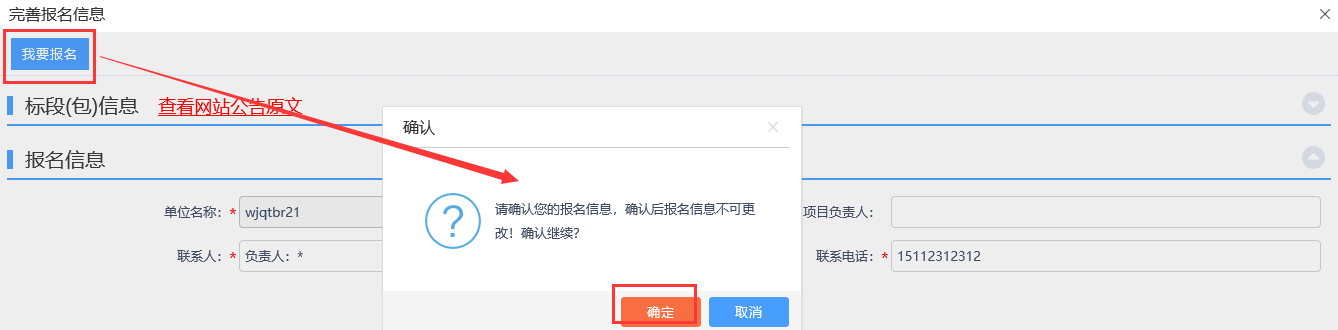 完善报名信息
我要报名
标段(包)信息 查看网站公告原文
确认
报名信息
?
请确认您的报名信息，确认后报名信息不可更
改！确认继续？
单位名称：* wjqtbr21
项目负责人：
联系人：* 负责人：*
联系电话：* 15112312312
确定 取消